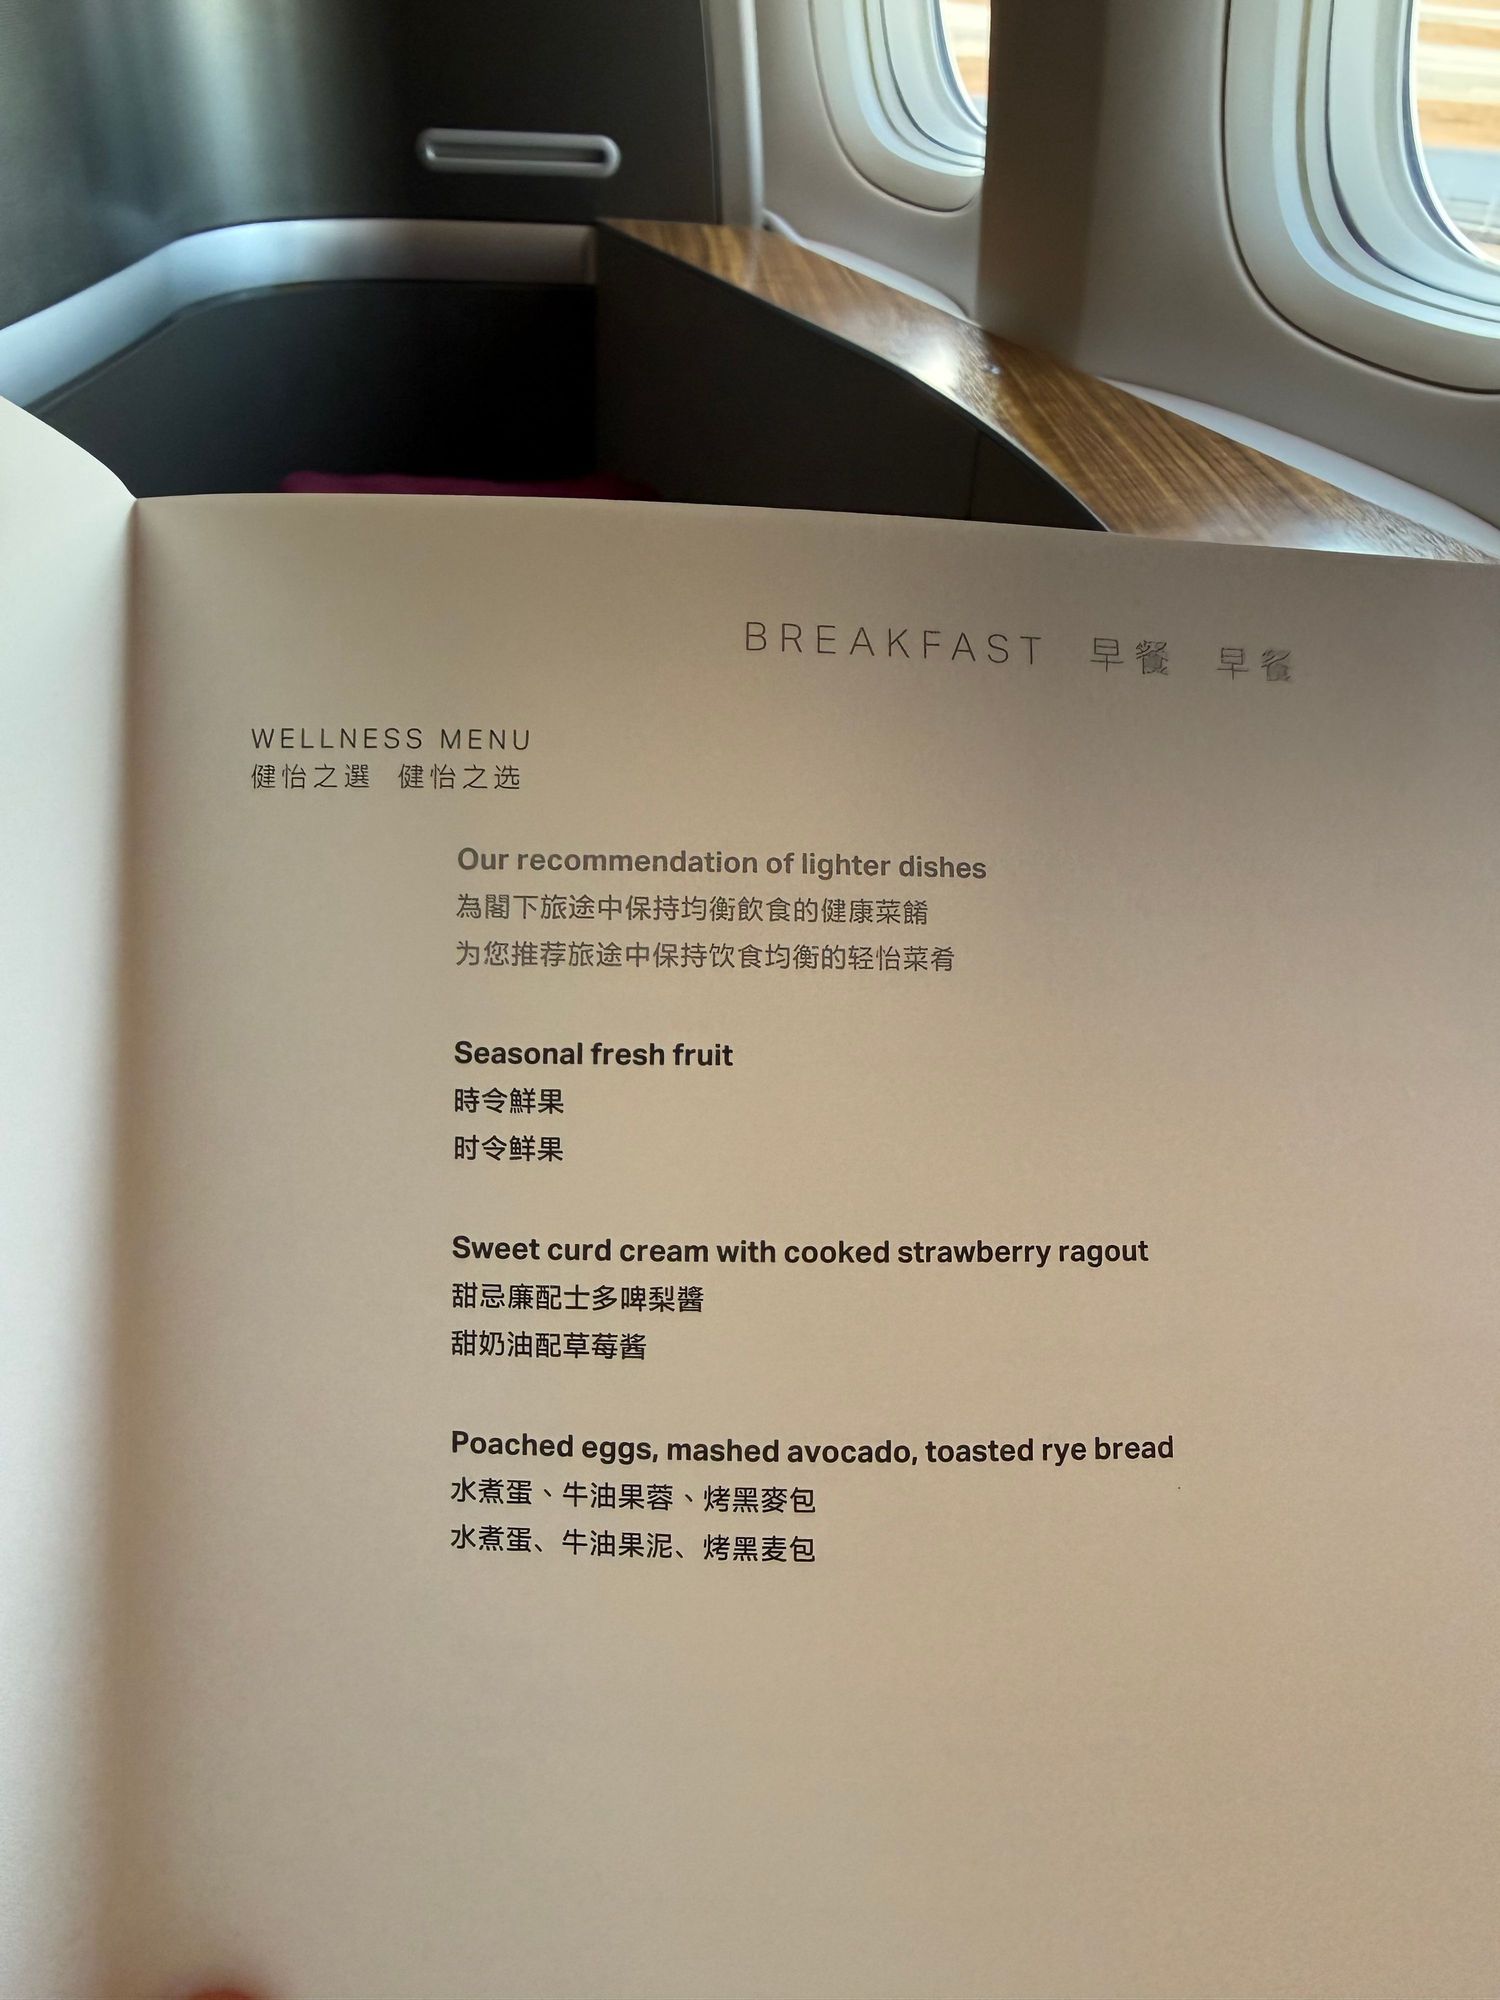 BREAKFAST 早餐 早餐
WELLNESS MENU
健怡之選 健怡之选
Our recommendation of lighter dishes
為閣下旅途中保持均衡飲食的健康菜餚
为您推荐旅途中保持饮食均衡的轻怡菜肴
Seasonal fresh fruit
時令鮮果
时令鲜果
Sweet curd cream with cooked strawberry ragout
甜忌廉配士多啤梨醬
甜奶油配草莓酱
Poached eggs, mashed avocado, toasted rye bread
水煮蛋、牛油果蓉、烤黑麥包
水煮蛋、牛油果泥、烤黑麦包